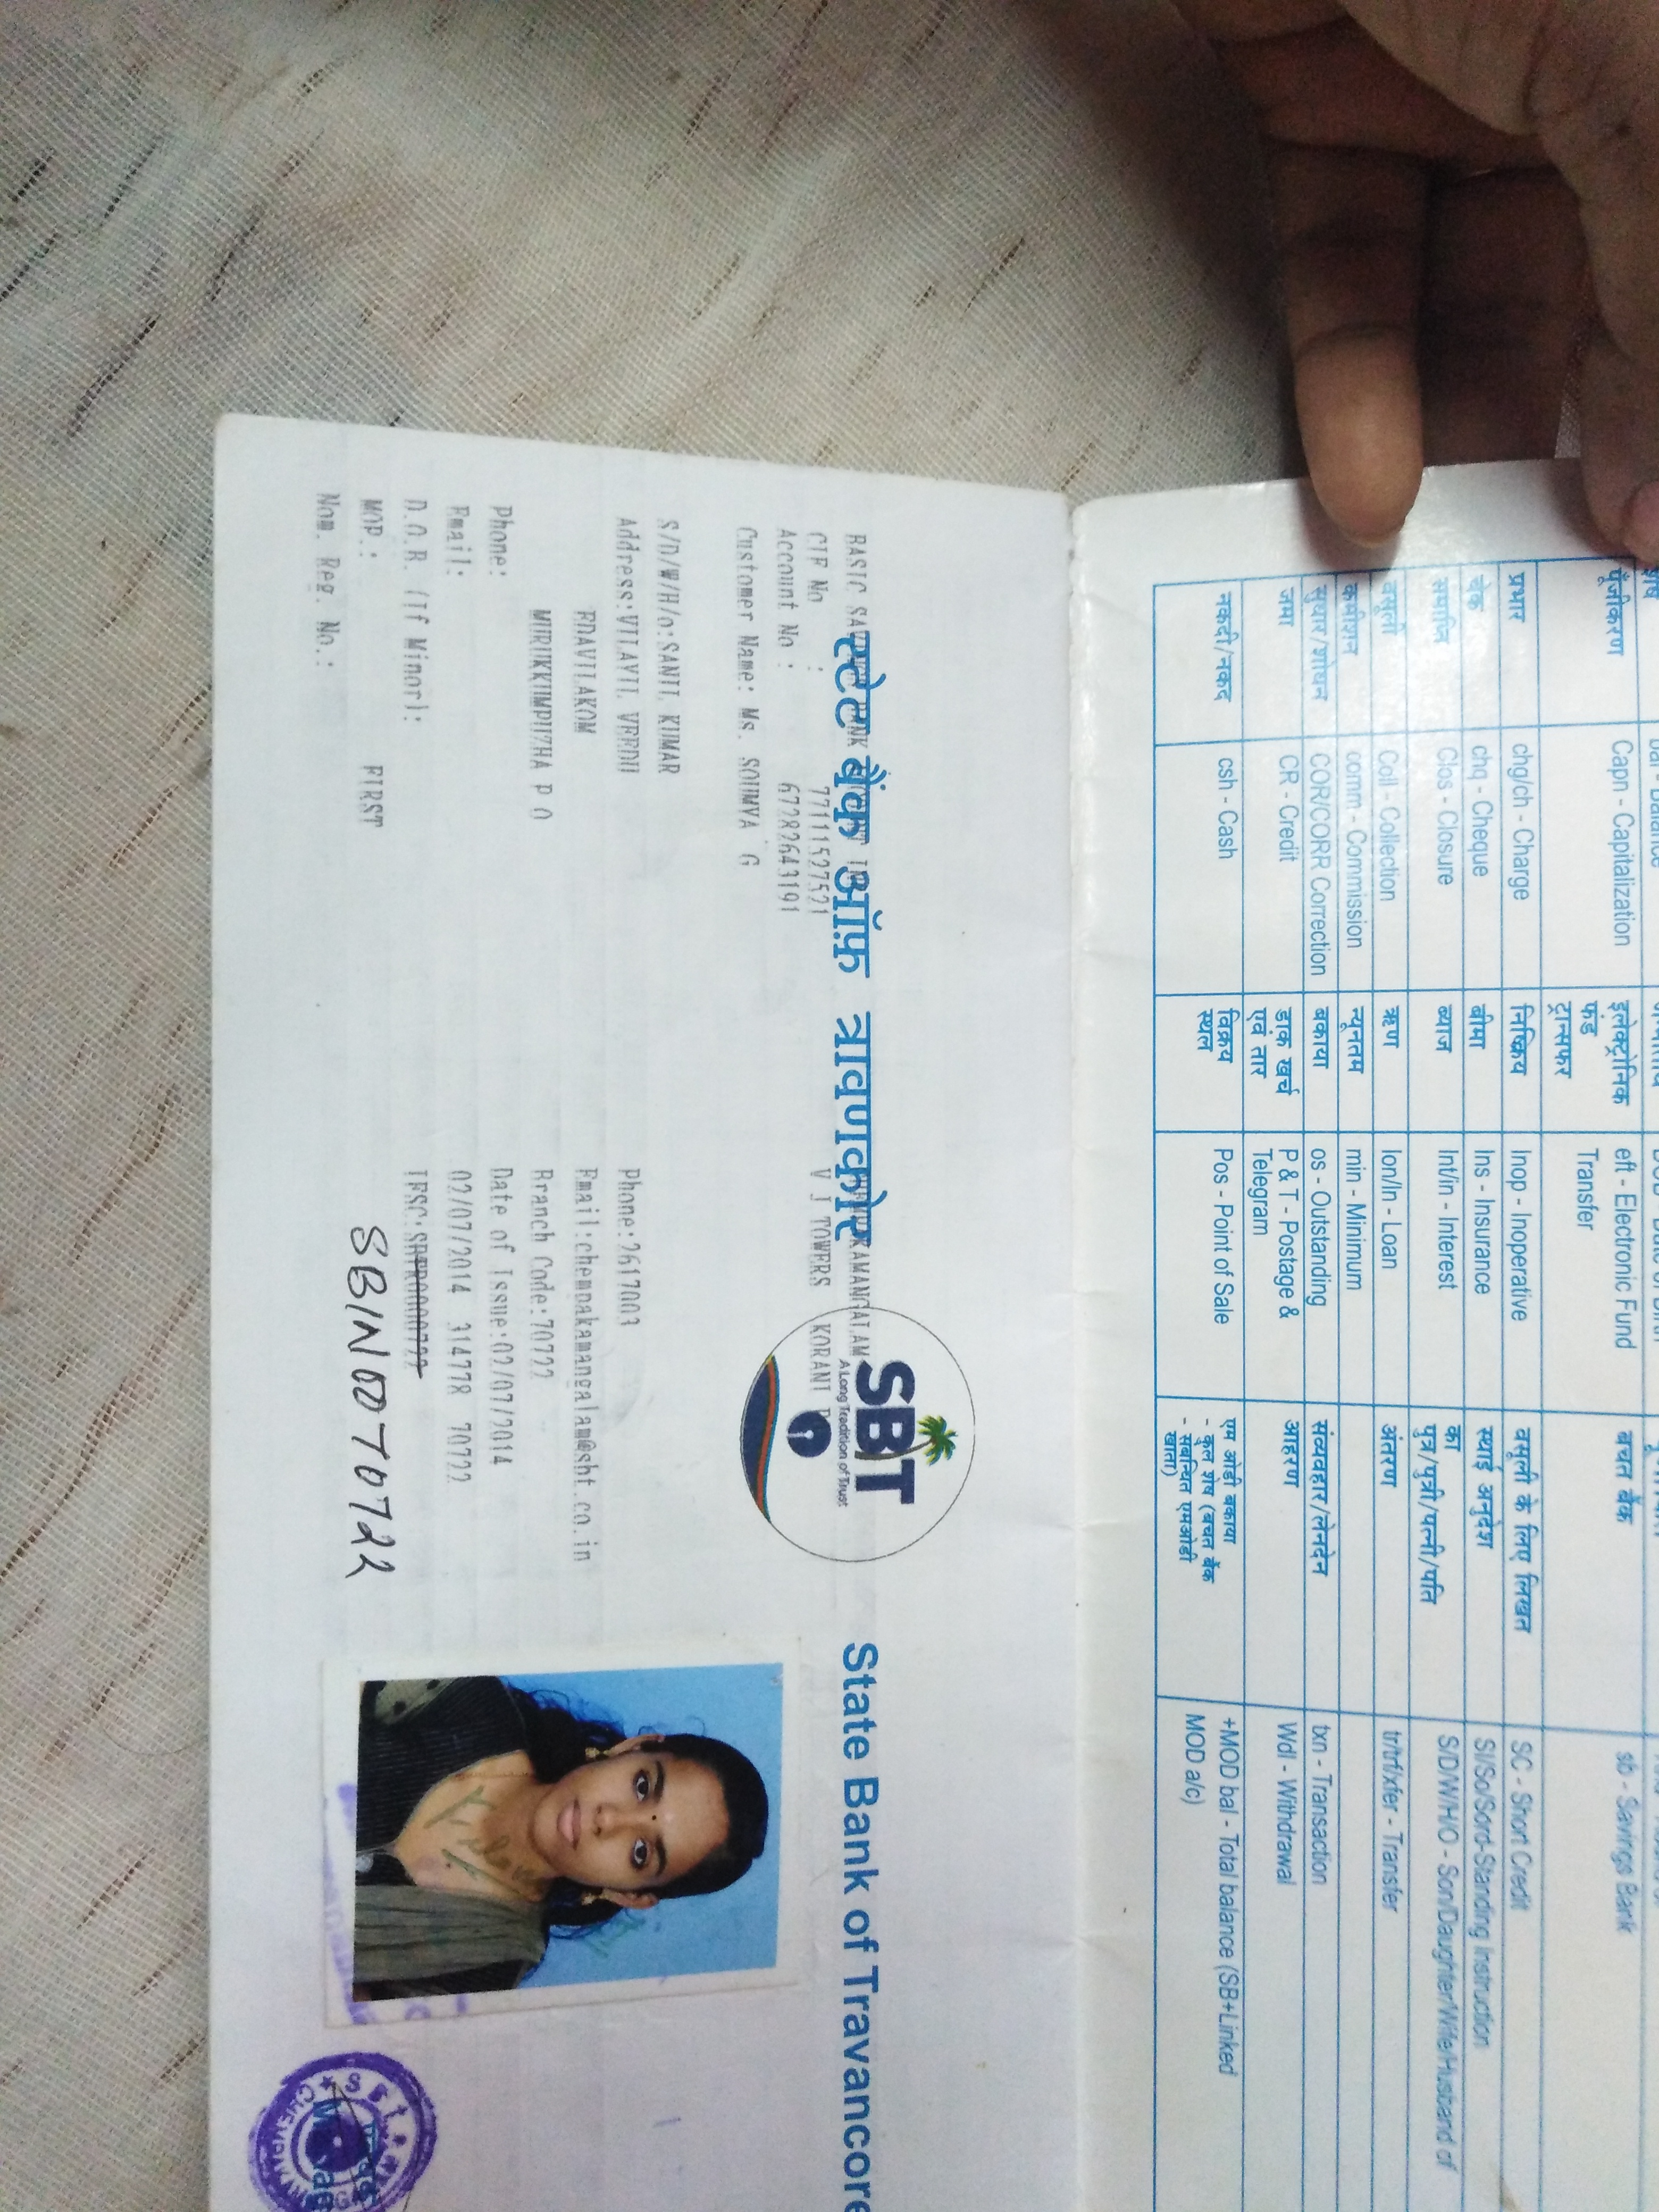 पूंजीकरण Capn - Capitalization इलेक्ट्रोनिक फंड ट्रान्सफर eft - Electronic Fund Transfer बचत बैंक sb - Savings Bank
प्रभार chg/ch - Charge निष्क्रिय Inop - Inoperative वसूली के लिए लिखत SC - Short Credit
चेक chq - Cheque बीमा Ins - Insurance स्थाई अनुदेश SI/So/Sord-Standing Instruction
समाप्ति Clos - Closure ब्याज Int/in - Interest का पुत्र/पुत्री/पत्नी/पति S/D/W/H/O - Son/Daughter/Wife/Husband of
वसूली Coll - Collection ऋण lon/ln - Loan अंतरण tr/trf/xfer - Transfer
कमीशन comm - Commission न्यूनतम min - Minimum
सुधार/शोधन COR/CORR Correction बकाया os - Outstanding संव्यवहार/लेनदेन txn - Transaction
जमा CR - Credit डाक खर्च एवं तार P & T - Postage & Telegram आहरण Wdl - Withdrawal
नकदी/नकद csh - Cash विक्रय स्थल Pos - Point of Sale एम ओडी बकाया - कुल शेष (बचत बैंक - संबन्धित एमओडी खाता) +MOD bal - Total balance (SB+Linked MOD a/c)
स्टेट बैंक ऑफ़ त्रावणकोर
SBT
A Long Tradition of Trust
State Bank of Travancore
BASIC
CIF No :
V J TOWERS
Account No : 67282643191
Customer Name: Ms. SOUMYA G
S/D/W/H/o:SANIL KUMAR
Address:VILAYIL VEEDU
Phone:2617003
EDAVILAKOM
Email:chempakamangalam@sbt.co.in
MURUKKUMPUZHA P O
Branch Code:70722
Phone:
Date of Issue:02/07/2014
Email:
02/07/2014 314778 70722
D.O.B. (If Minor):
IFSC:SBTR0000722
MOP.: FIRST
SBIN0070722
Nom. Reg. No.: